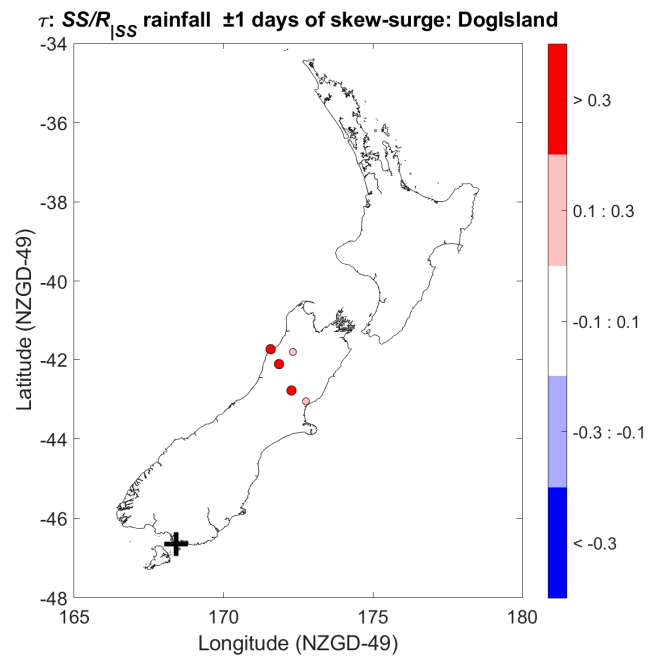 τ: SS/R|SS rainfall ±1 days of skew-surge: DogIsland
-34
-36
-38
-40
-42
-44
-46
-48
165
170
175
180
Latitude (NZGD-49)
Longitude (NZGD-49)
> 0.3
0.1 : 0.3
-0.1 : 0.1
-0.3 : -0.1
< -0.3